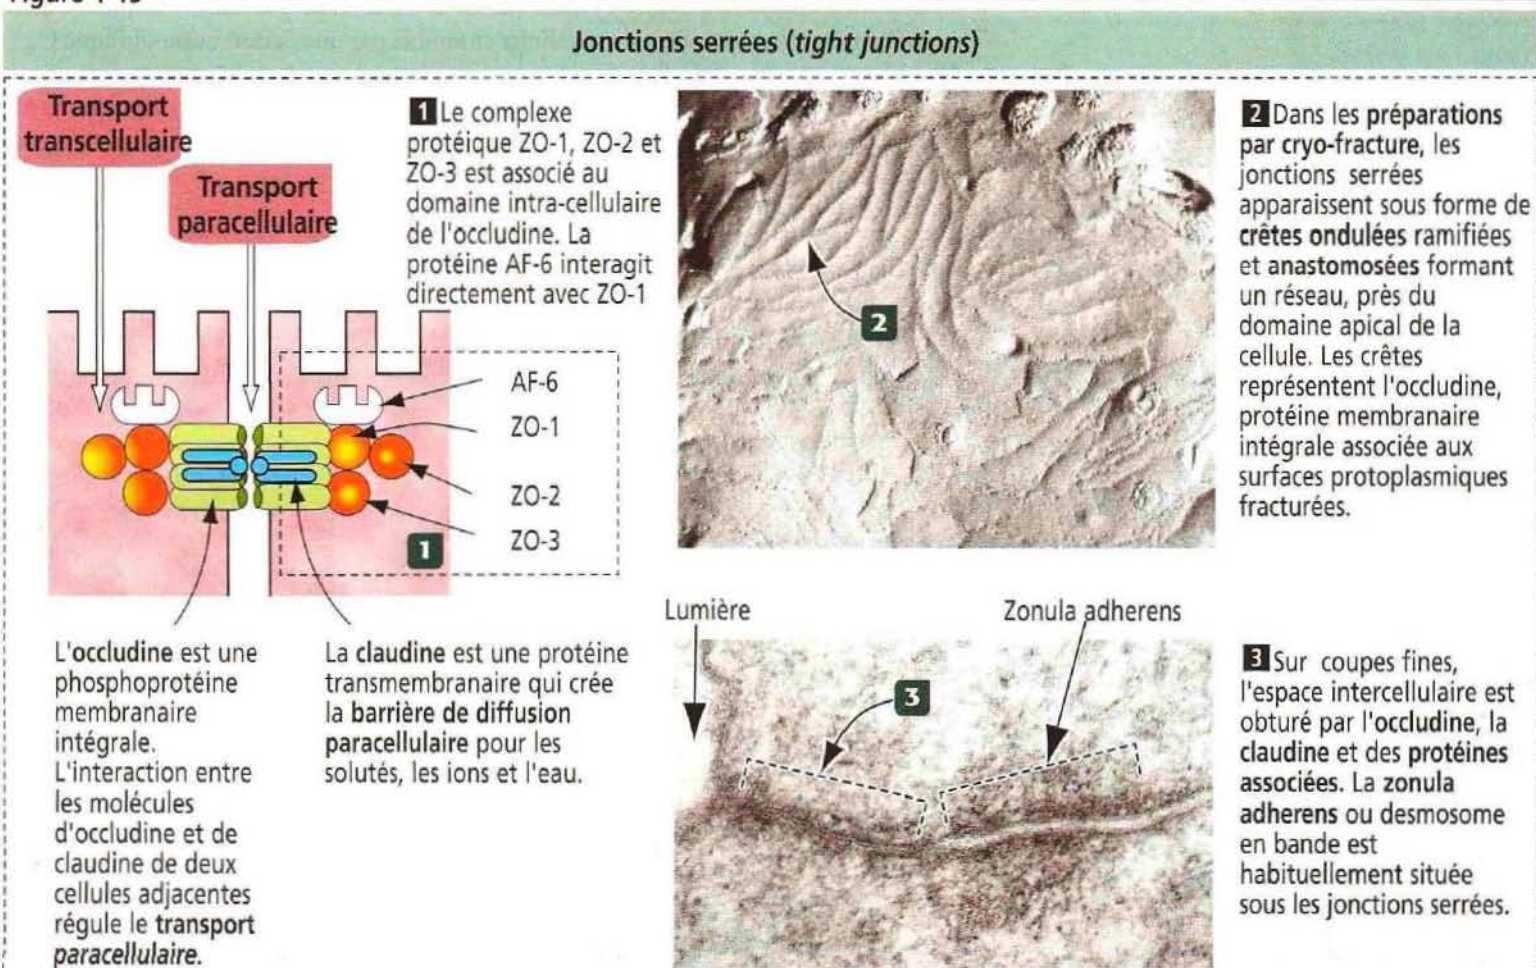 Jonctions serrées (tight junctions)
Transport
transcellulaire
Transport
paracellulaire
1 Le complexe
protéique ZO-1, ZO-2 et
ZO-3 est associé au
domaine intra-cellulaire
de l'occludine. La
protéine AF-6 interagit
directement avec ZO-1
AF-6
ZO-1
ZO-2
ZO-3
1
L'occludine est une
phosphoprotéine
membranaire
intégrale.
L'interaction entre
les molécules
d'occludine et de
claudine de deux
cellules adjacentes
régule le transport
paracellulaire.
La claudine est une protéine
transmembranaire qui crée
la barrière de diffusion
paracellulaire pour les
solutés, les ions et l'eau.
2
2 Dans les préparations
par cryo-fracture, les
jonctions serrées
apparaissent sous forme de
crêtes ondulées ramifiées
et anastomosées formant
un réseau, près du
domaine apical de la
cellule. Les crêtes
représentent l'occludine,
protéine membranaire
intégrale associée aux
surfaces protoplasmiques
fracturées.
Lumière
Zonula adherens
3
3 Sur coupes fines,
l'espace intercellulaire est
obturé par l'occludine, la
claudine et des protéines
associées. La zonula
adherens ou desmosome
en bande est
habituellement située
sous les jonctions serrées.